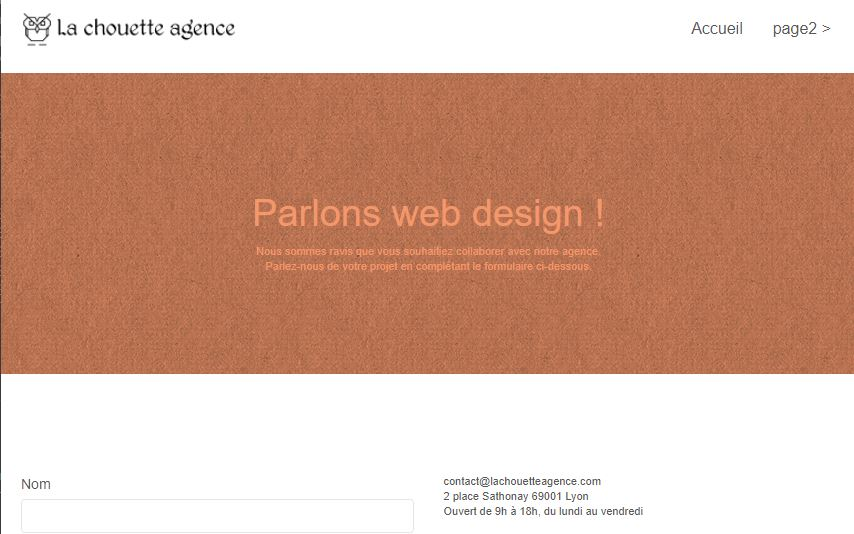 La chouette agence
Accueil
page2 >
Parlons web design !
Nous sommes ravis que vous souhaitiez collaborer avec notre agence.
Parlez-nous de votre projet en complétant le formulaire ci-dessous.
Nom
contact@lachouetteagence.com
2 place Sathonay 69001 Lyon
Ouvert de 9h à 18h, du lundi au vendredi